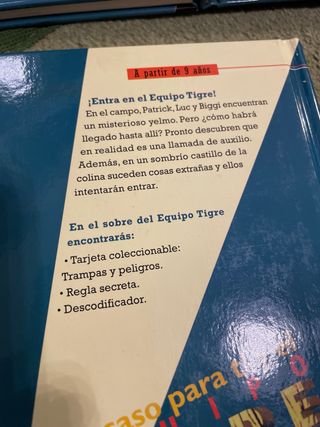 A partir de 9 años
¡Entra en el Equipo Tigre!
En el campo, Patrick, Luc y Biggi encuentran
un misterioso yelmo. Pero ¿cómo habrá
llegado hasta allí? Pronto descubren que
en realidad es una llamada de auxilio.
Además, en un sombrío castillo de la
colina suceden cosas extrañas y ellos
intentarán entrar.
En el sobre del Equipo Tigre
encontrarás:
• Tarjeta coleccionable:
Trampas y peligros.
• Regla secreta.
• Descodificador.
caso para